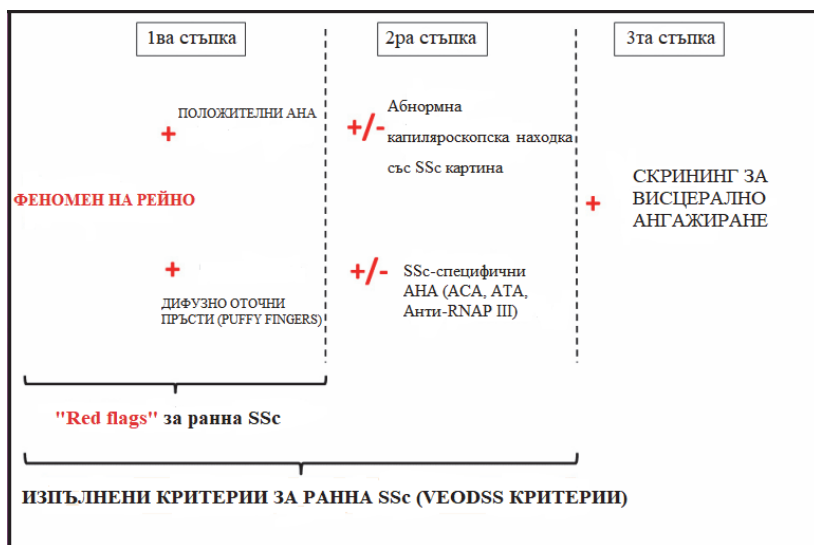 1ва стъпка
2ра стъпка
3та стъпка
+ ПОЛОЖИТЕЛНИ АНА
ФЕНОМЕН НА РЕЙНО
+
ДИФУЗНО ОТОЧНИ
ПРЪСТИ (PUFFY FINGERS)
+/- Абнормна
капиляроскопска находка
със SSc картина
+/- SSc-специфични
АНА (АСА, АТА,
Анти-RNAP III)
+ СКРИНИНГ ЗА
ВИСЦЕРАЛНО
АНГАЖИРАНЕ
"Red flags" за ранна SSc
ИЗПЪЛНЕНИ КРИТЕРИИ ЗА РАННА SSc (VEODSS КРИТЕРИИ)